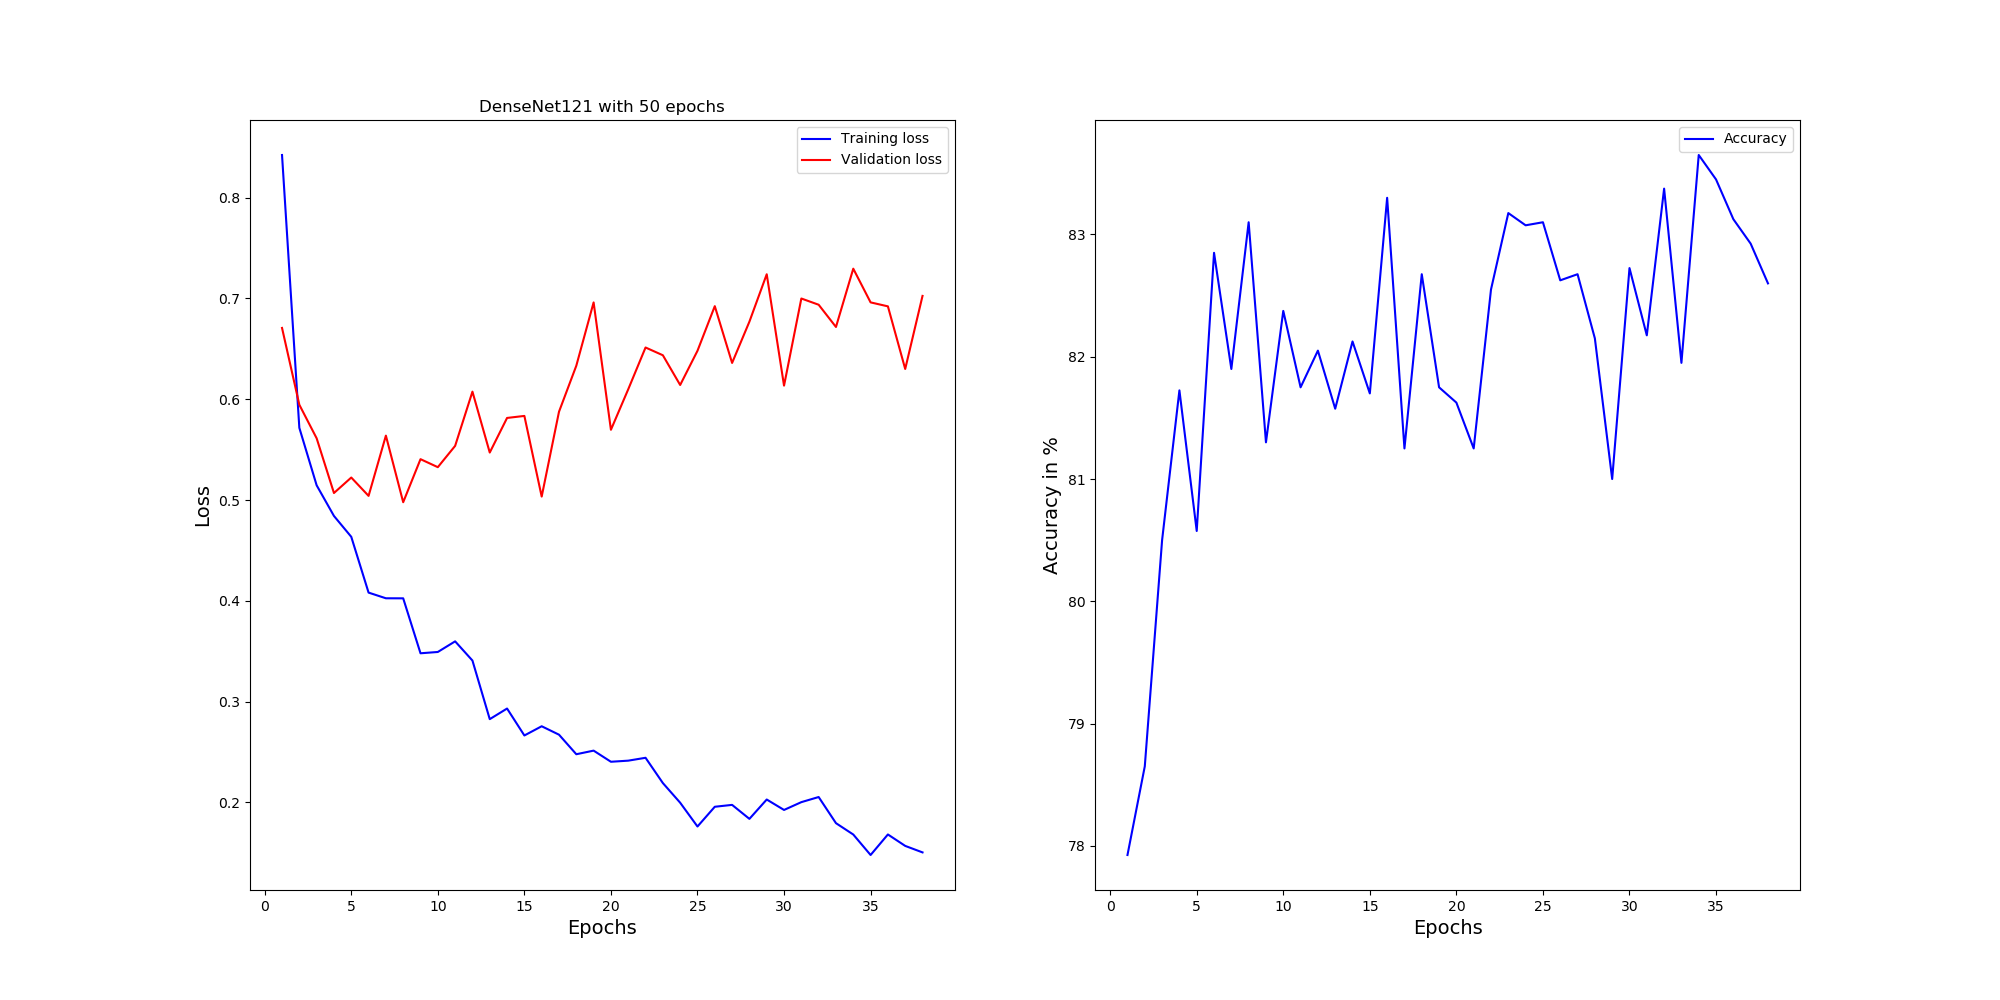 DenseNet121 with 50 epochs
Training loss
Validation loss
0.8
0.7
0.6
0.5
0.4
0.3
0.2
Loss
0 5 10 15 20 25 30 35
Epochs
Accuracy
83
82
81
80
79
78
Accuracy in %
0 5 10 15 20 25 30 35
Epochs